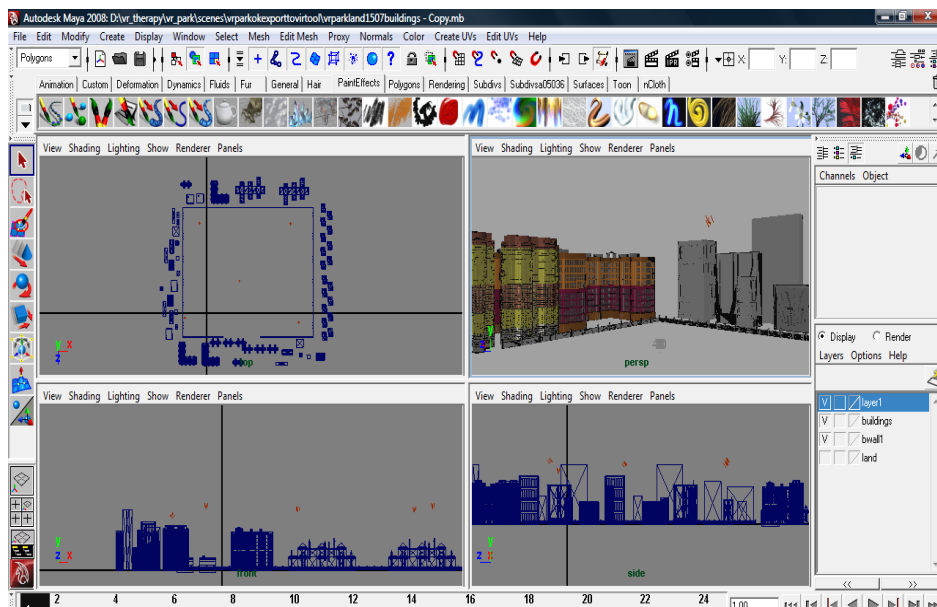 Autodesk Maya 2008: D:\vr_therapy\vr_park\scenes\vrparkokexporttovirtool\vrparkland1507buildings - Copy.mb
File Edit Modify Create Display Window Select Mesh Edit Mesh Proxy Normals Color Create UVs Edit UVs Help
Polygons X: Y: Z:
Animation Custom Deformation Dynamics Fluids Fur General Hair PaintEffects Polygons Rendering Subdivs Subdivsa05036 Surfaces Toon nCloth
View Shading Lighting Show Renderer Panels
View Shading Lighting Show Renderer Panels
Channels Object
y
z x
top
y
z x
persp
Display Render
Layers Options Help
View Shading Lighting Show Renderer Panels
View Shading Lighting Show Renderer Panels
V layer1
V buildings
V bwall1
land
y
z x
front
y
z x
side
<< >>
2 4 6 8 10 12 14 16 18 20 22 24 1.00